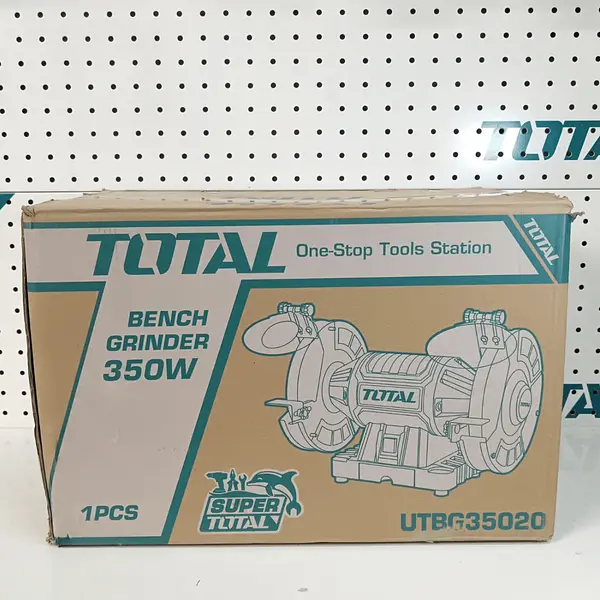 TOTAL
TOTAL
One-Stop Tools Station
TOTAL
BENCH
GRINDER
350W
TOTAL
1PCS
SUPER
TOTAL
UTBG35020